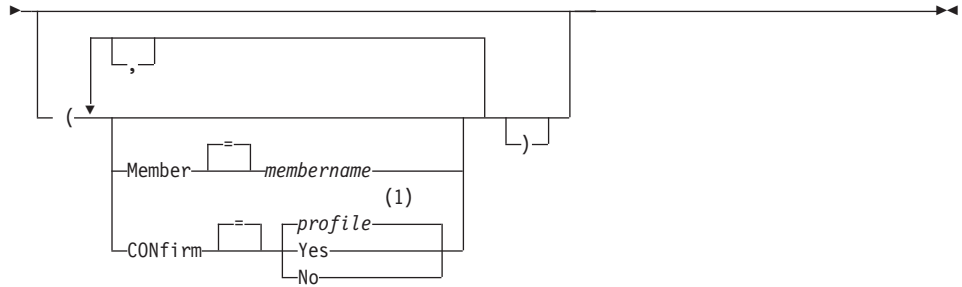 ,
(
)
=
Member membername
(1)
= profile
CONfirm Yes
No